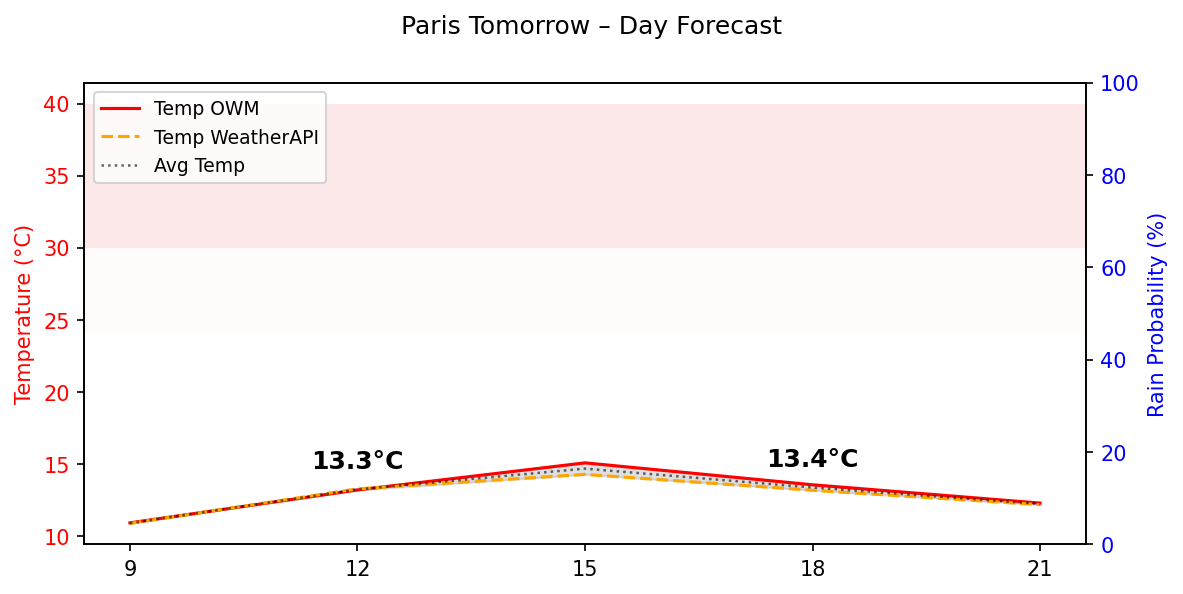 Paris Tomorrow – Day Forecast
Temp OWM
Temp WeatherAPI
Avg Temp
Temperature (°C)
40
35
30
25
20
15
10
13.3°C
13.4°C
100
80
60
40
20
0
Rain Probability (%)
9
12
15
18
21